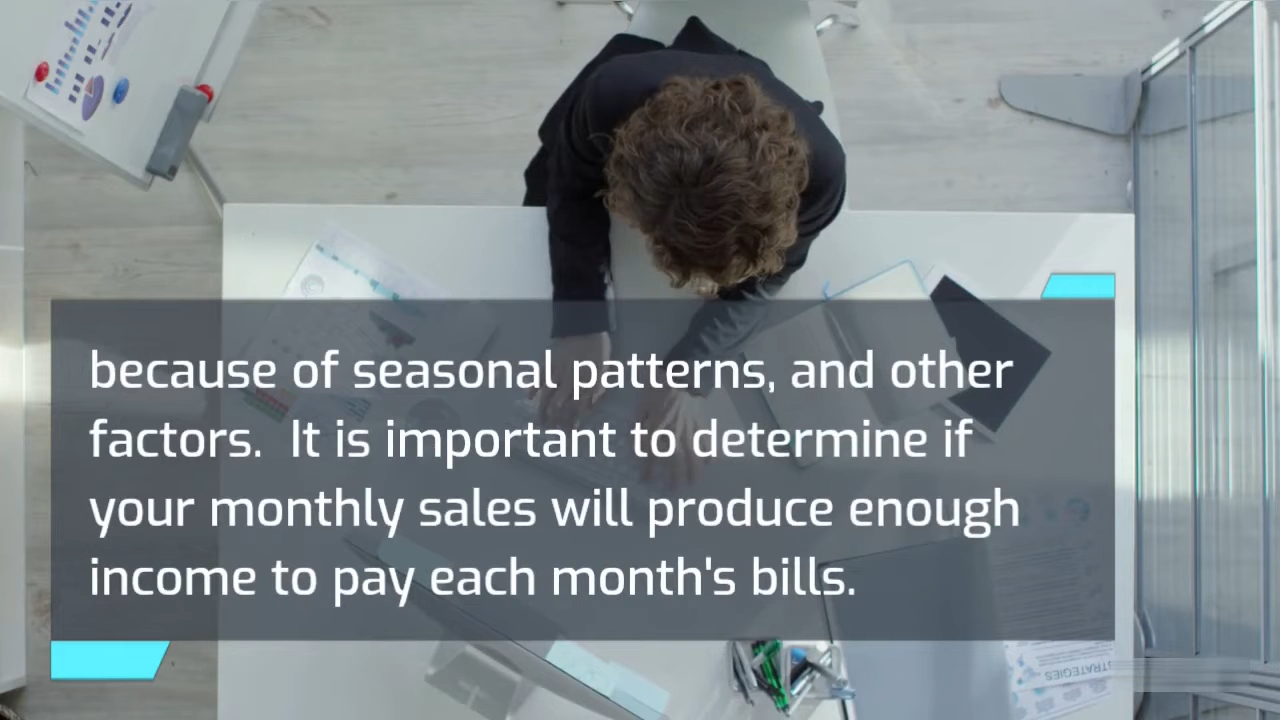 because of seasonal patterns, and other
factors.  It is important to determine if
your monthly sales will produce enough
income to pay each month's bills.
STRATEGIES